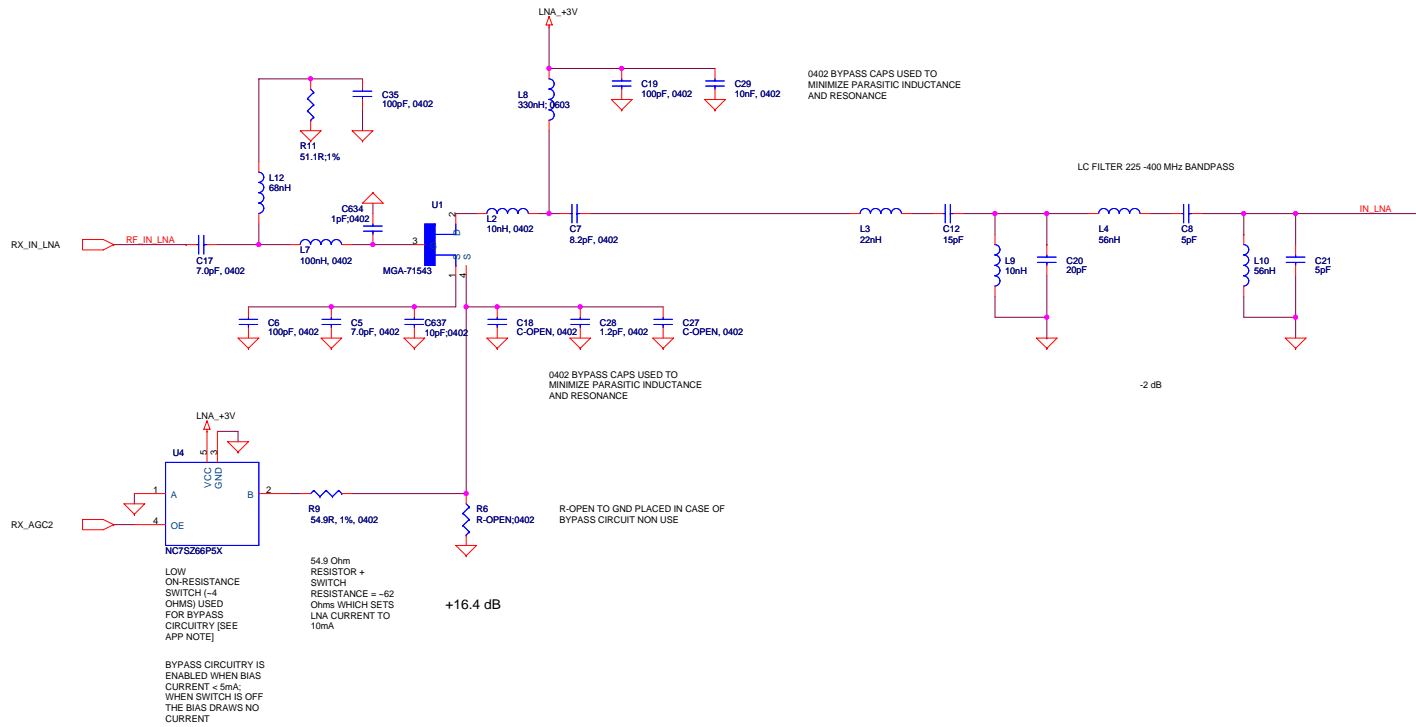 LNA_+3V
C35
100pF, 0402
R11
51.1R;1%
L8
330nH; 0603
C19
100pF, 0402
C29
10nF, 0402
0402 BYPASS CAPS USED TO
MINIMIZE PARASITIC INDUCTANCE
AND RESONANCE
LC FILTER 225 -400 MHz BANDPASS
L12
68nH
C634
1pF;0402
U1
RX_IN_LNA
RF_IN_LNA
C17
7.0pF, 0402
L7
100nH, 0402
3
2
D
S
S
1
4
MGA-71543
L2
10nH, 0402
C7
8.2pF, 0402
L3
22nH
C12
15pF
L9
10nH
C20
20pF
L4
56nH
C8
5pF
L10
56nH
C21
5pF
IN_LNA
C6
100pF, 0402
C5
7.0pF, 0402
C637
10pF;0402
C18
C-OPEN, 0402
C28
1.2pF, 0402
C27
C-OPEN, 0402
0402 BYPASS CAPS USED TO
MINIMIZE PARASITIC INDUCTANCE
AND RESONANCE
-2 dB
LNA_+3V
U4
5
3
VCC
GND
1
A
B
2
RX_AGC2
4
OE
NC7SZ66P5X
R9
54.9R, 1%, 0402
R6
R-OPEN;0402
R-OPEN TO GND PLACED IN CASE OF
BYPASS CIRCUIT NON USE
LOW
ON-RESISTANCE
SWITCH (~4
OHMS) USED
FOR BYPASS
CIRCUITRY [SEE
APP NOTE]
54.9 Ohm
RESISTOR +
SWITCH
RESISTANCE = ~62
Ohms WHICH SETS
LNA CURRENT TO
10mA
+16.4 dB
BYPASS CIRCUITRY IS
ENABLED WHEN BIAS
CURRENT < 5mA;
WHEN SWITCH IS OFF
THE BIAS DRAWS NO
CURRENT